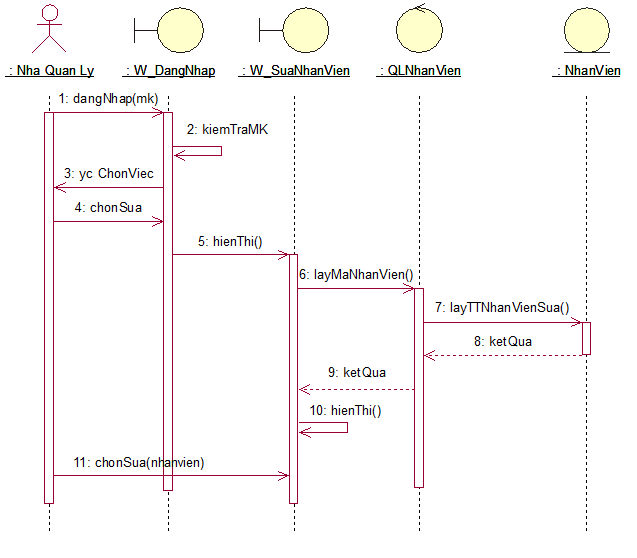 : Nha Quan Ly
: W_DangNhap
: W_SuaNhanVien
: QLNhanVien
: NhanVien
1: dangNhap(mk)
2: kiemTraMK
3: yc ChonViec
4: chonSua
5: hienThi()
6: layMaNhanVien()
7: layTTNhanVienSua()
8: ketQua
9: ketQua
10: hienThi()
11: chonSua(nhanvien)